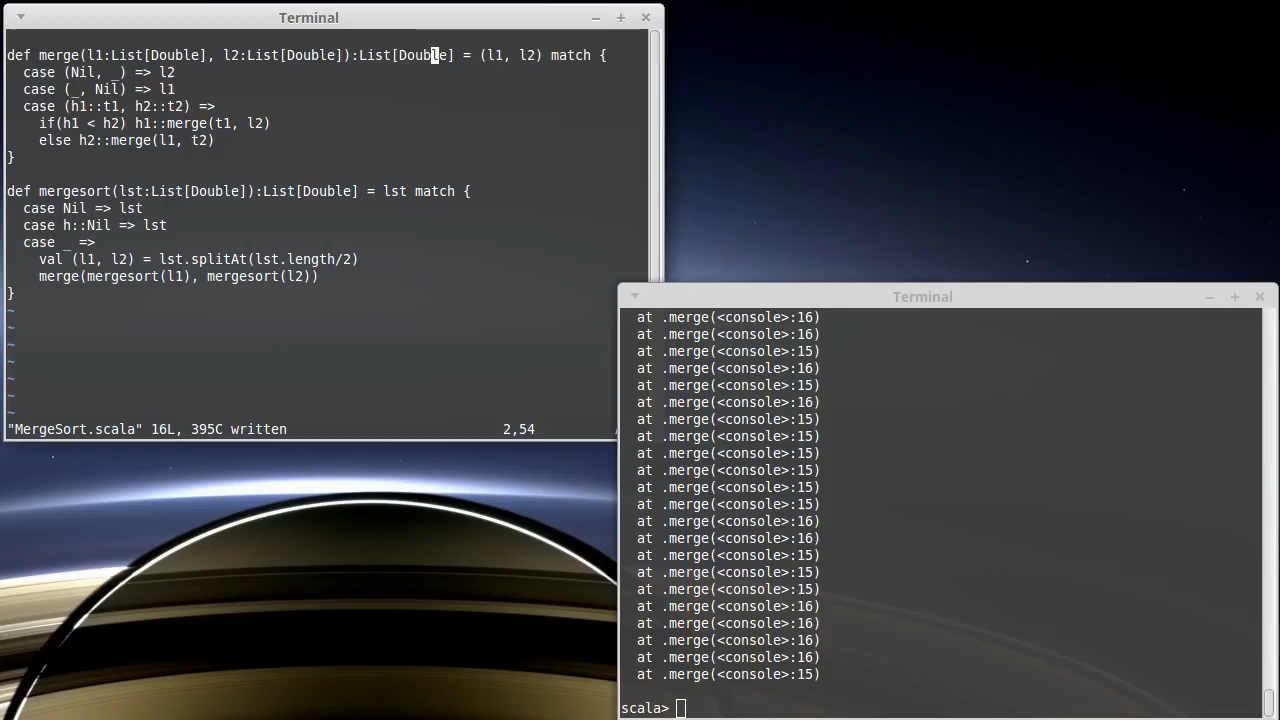 Terminal
def merge(l1:List[Double], l2:List[Double]):List[Double] = (l1, l2) match {
  case (Nil, _) => l2
  case (_, Nil) => l1
  case (h1::t1, h2::t2) =>
    if(h1 < h2) h1::merge(t1, l2)
    else h2::merge(l1, t2)
}
def mergesort(lst:List[Double]):List[Double] = lst match {
  case Nil => lst
  case h::Nil => lst
  case _ =>
    val (l1, l2) = lst.splitAt(lst.length/2)
    merge(mergesort(l1), mergesort(l2))
}
~
~
~
~
~
~
~
"MergeSort.scala" 16L, 395C written 2,54
Terminal
  at .merge(<console>:16)
  at .merge(<console>:16)
  at .merge(<console>:15)
  at .merge(<console>:16)
  at .merge(<console>:15)
  at .merge(<console>:16)
  at .merge(<console>:15)
  at .merge(<console>:15)
  at .merge(<console>:15)
  at .merge(<console>:15)
  at .merge(<console>:15)
  at .merge(<console>:15)
  at .merge(<console>:16)
  at .merge(<console>:16)
  at .merge(<console>:15)
  at .merge(<console>:15)
  at .merge(<console>:15)
  at .merge(<console>:16)
  at .merge(<console>:16)
  at .merge(<console>:16)
  at .merge(<console>:16)
  at .merge(<console>:15)
scala>